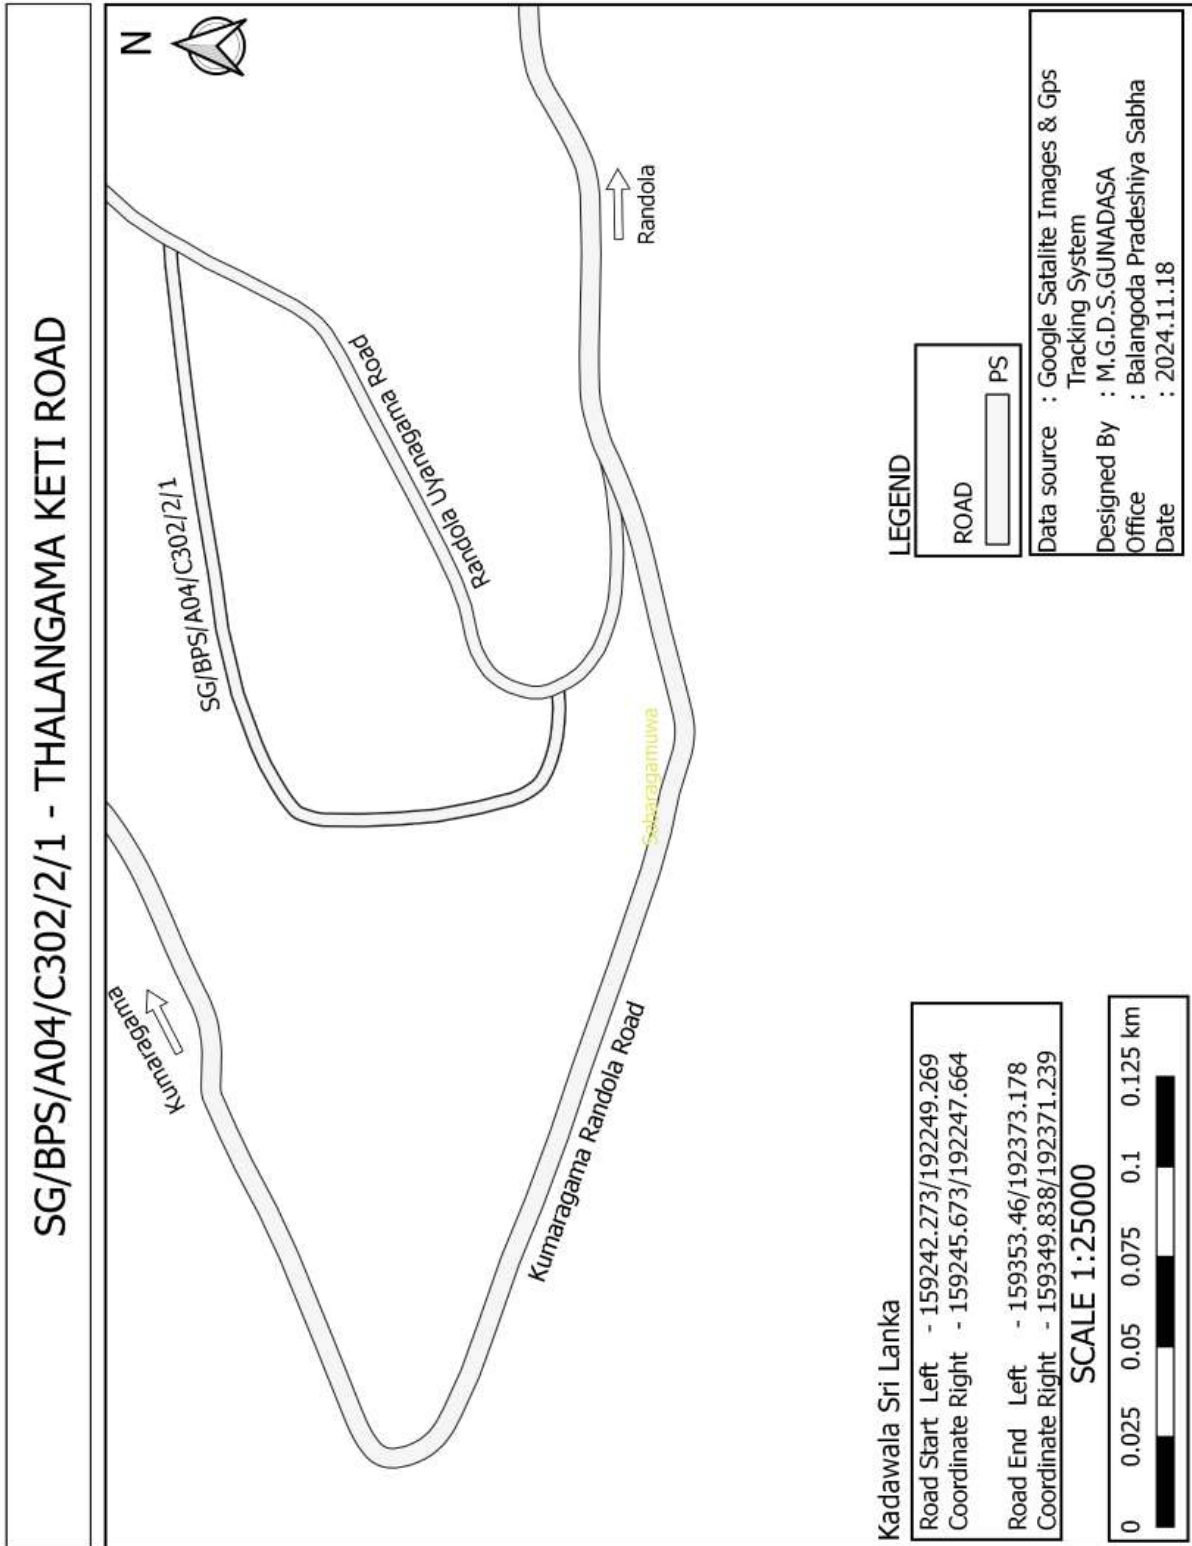 SG/BPS/A04/C302/2/1 - THALANGAMA KETI ROAD
N
Kumaragama
SG/BPS/A04/C302/2/1
Randola Uyanagama Road
Kumaragama Randola Road
Sabaragamuwa
Randola
Kadawala Sri Lanka
Road Start Left - 159242.273/192249.269
Coordinate Right - 159245.673/192247.664
Road End Left - 159353.46/192373.178
Coordinate Right - 159349.838/192371.239
SCALE 1:25000
0 0.025 0.05 0.075 0.1 0.125 km
LEGEND
ROAD
PS
Data source : Google Satalite Images & Gps
Tracking System
Designed By : M.G.D.S.GUNADASA
Office : Balangoda Pradeshiya Sabha
Date : 2024.11.18